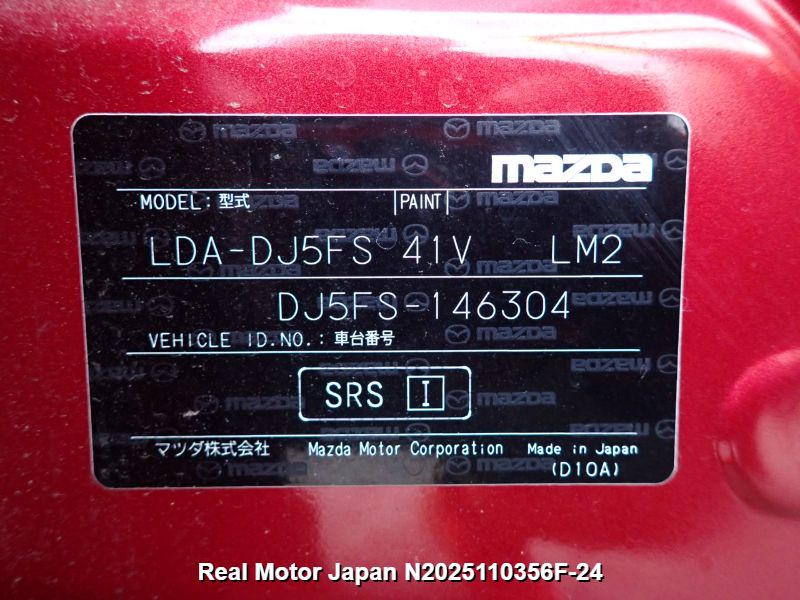 mazda
MODEL:型式 PAINT
LDA-DJ5FS 41V LM2
DJ5FS-146304
VEHICLE ID.NO.:車台番号
SRS I
マツダ株式会社 Mazda Motor Corporation Made in Japan
(D10A)
Real Motor Japan N2025110356F-24